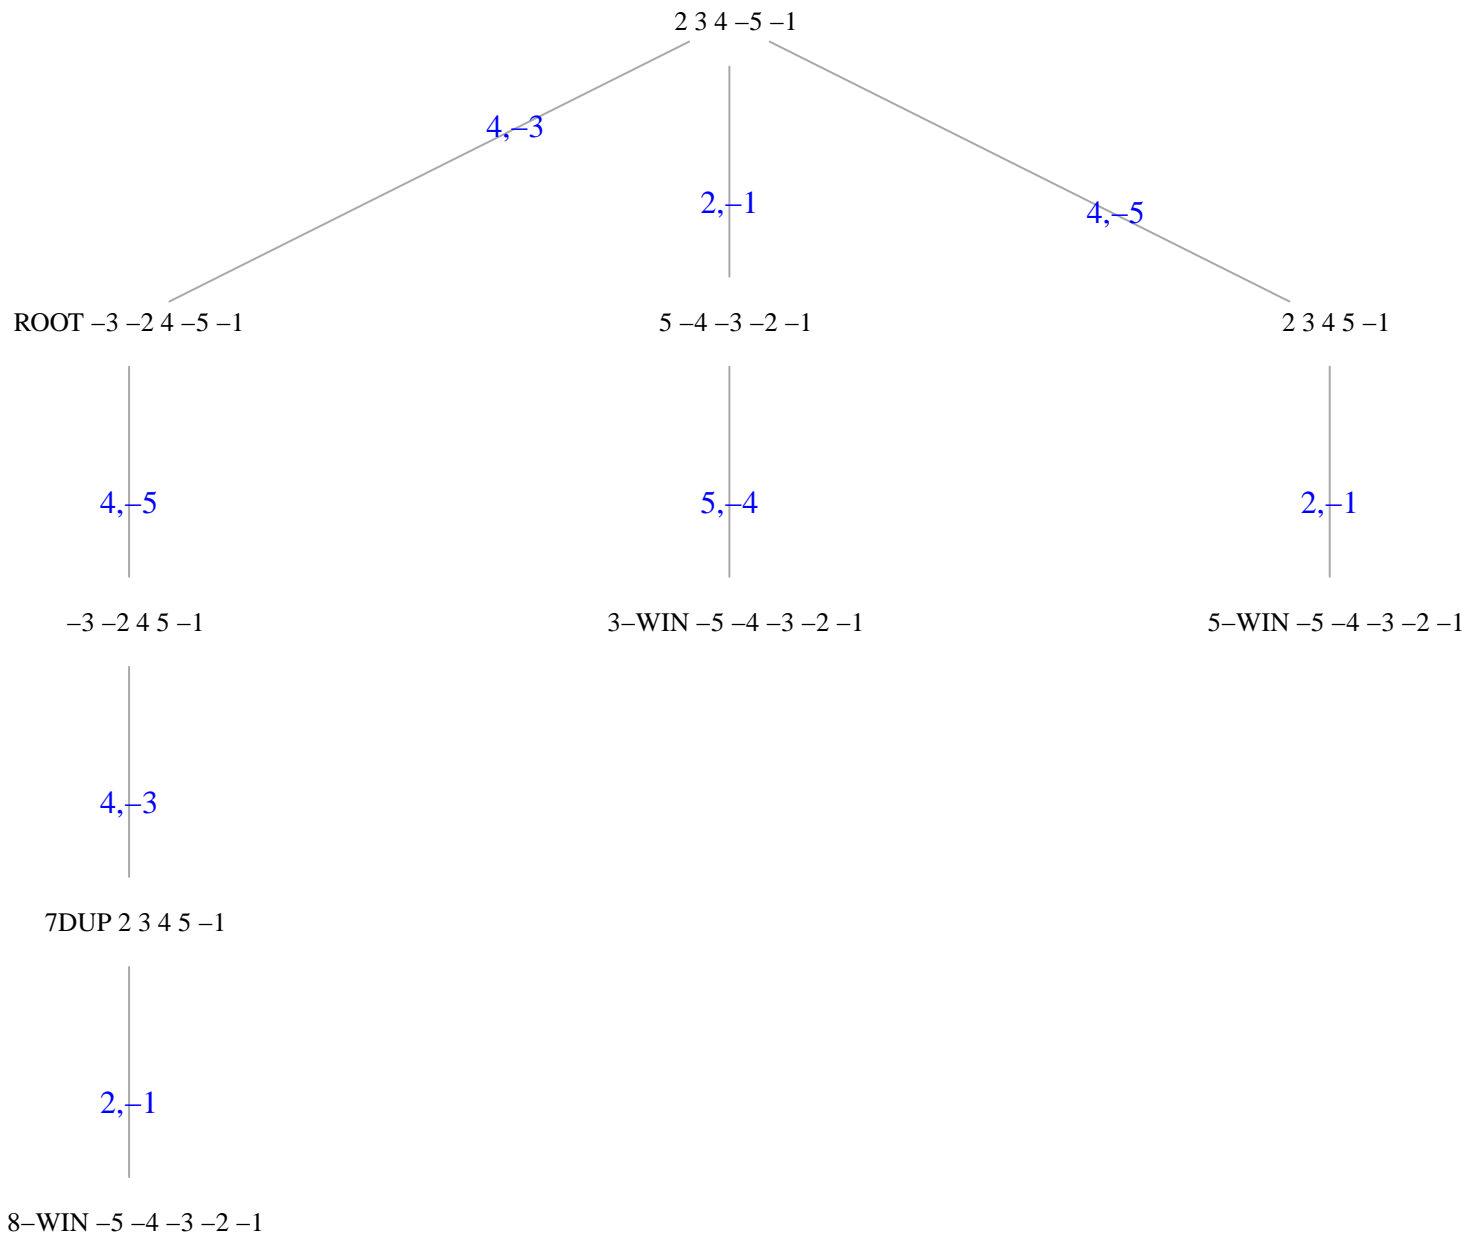 2 3 4 –5 –1
4,–3
2,–1
4,–5
ROOT –3 –2 4 –5 –1
5 –4 –3 –2 –1
2 3 4 5 –1
4,–5
5,–4
2,–1
–3 –2 4 5 –1
3–WIN –5 –4 –3 –2 –1
5–WIN –5 –4 –3 –2 –1
4,–3
7DUP 2 3 4 5 –1
2,–1
8–WIN –5 –4 –3 –2 –1